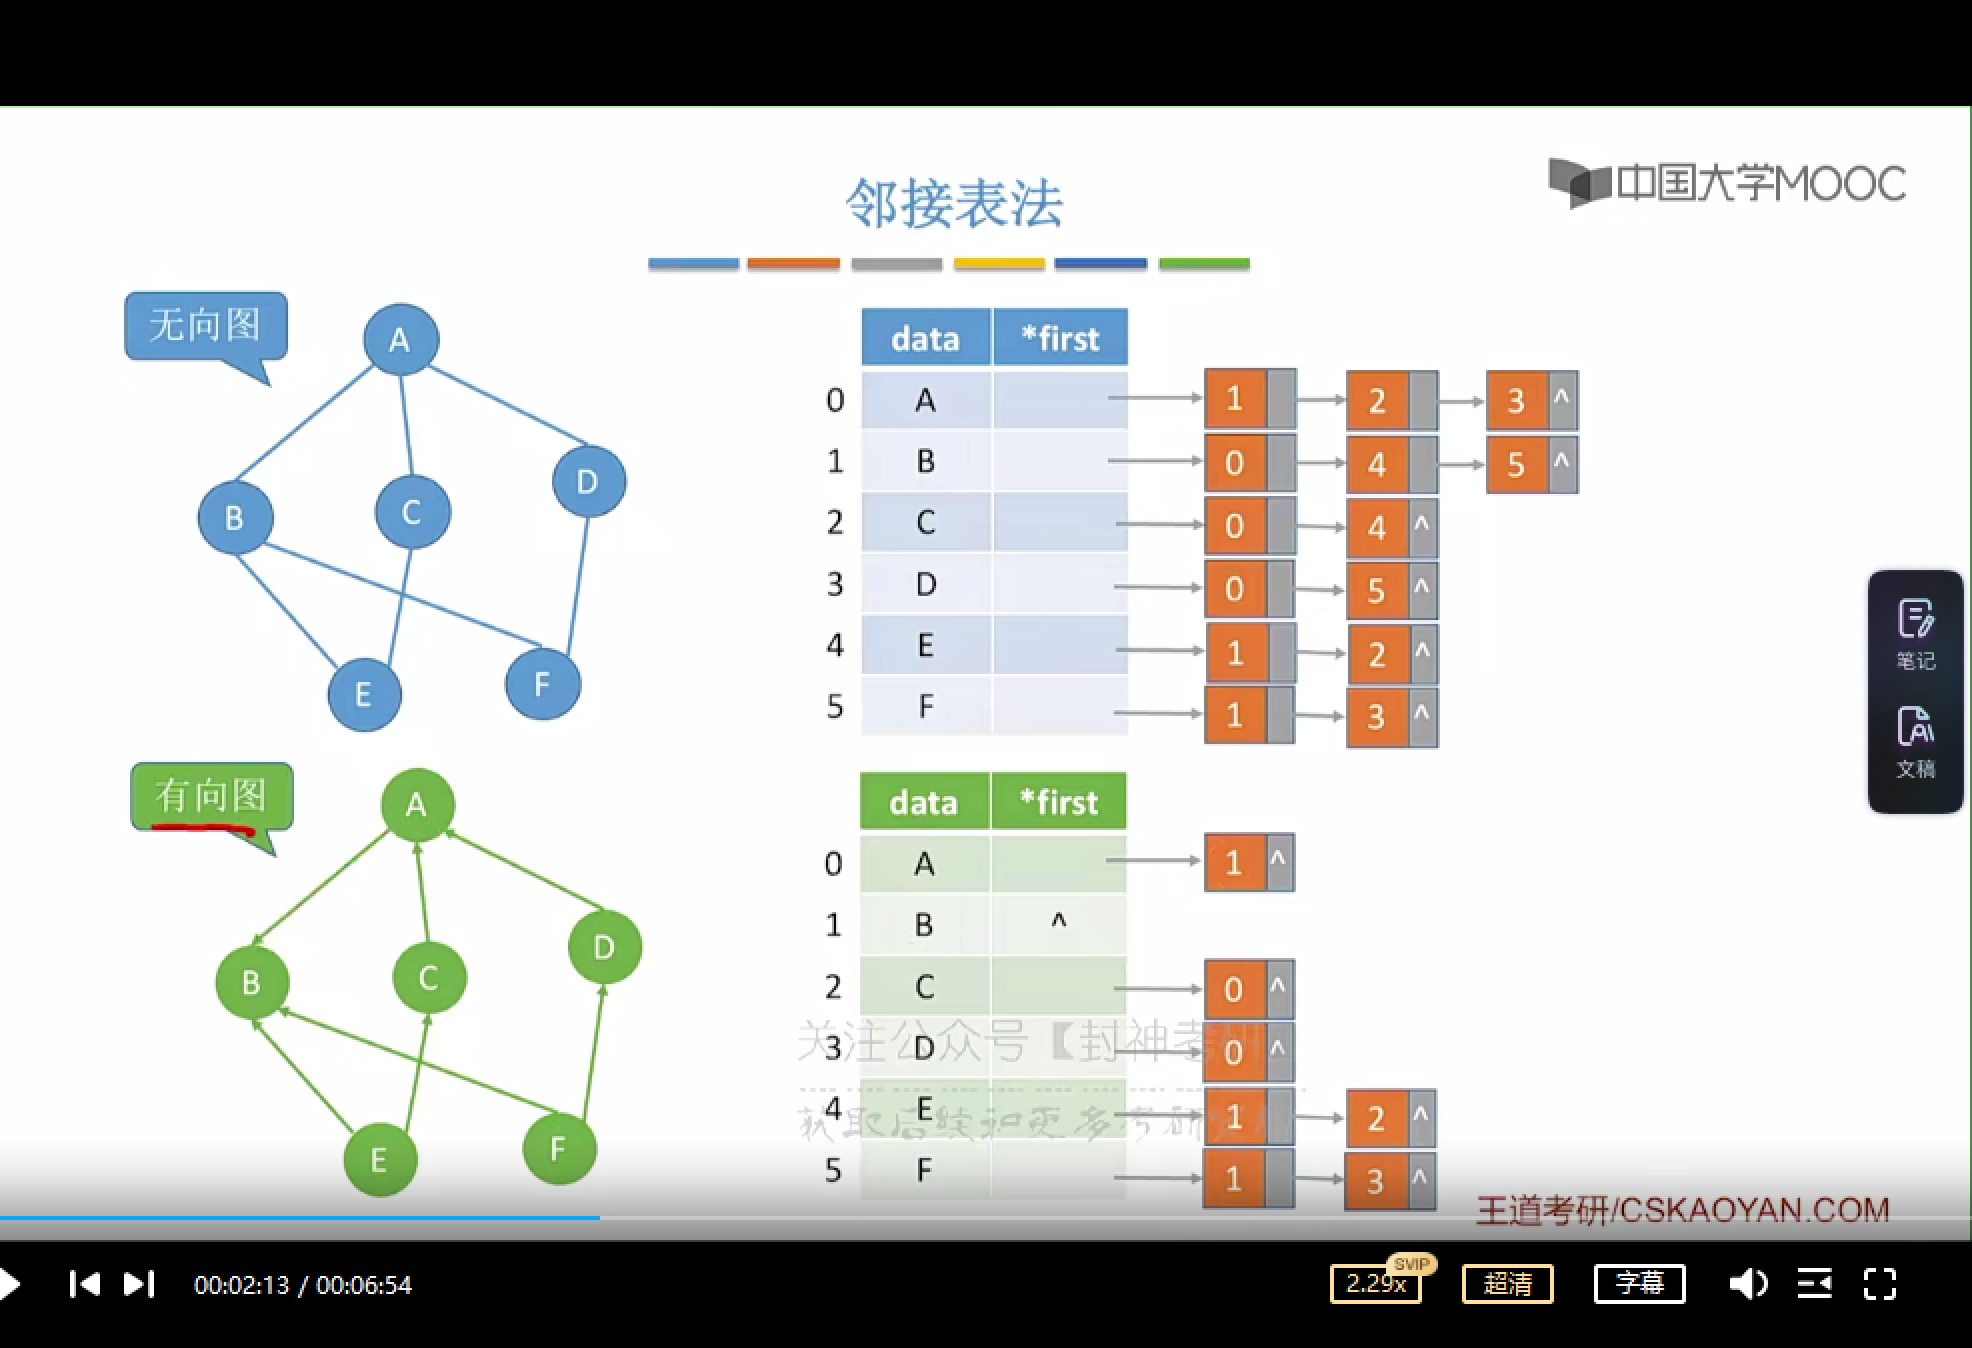 邻接表法
中国大学MOOC
无向图
A
B
C
D
E
F
data *first
0 A 1 2 3 ^
1 B 0 4 5 ^
2 C 0 4 ^
3 D 0 5 ^
4 E 1 2 ^
5 F 1 3 ^
有向图
A
B
C
D
E
F
data *first
0 A 1 ^
1 B ^
2 C 0 ^
关注公众号【封神考研
3 D 0 ^
4 E 1 2 ^
获取后续和更多考研
5 F 1 3 ^
王道考研/CSKAOYAN.COM
笔记
文稿
00:02:13 / 00:06:54
SVIP
2.29x
超清
字幕